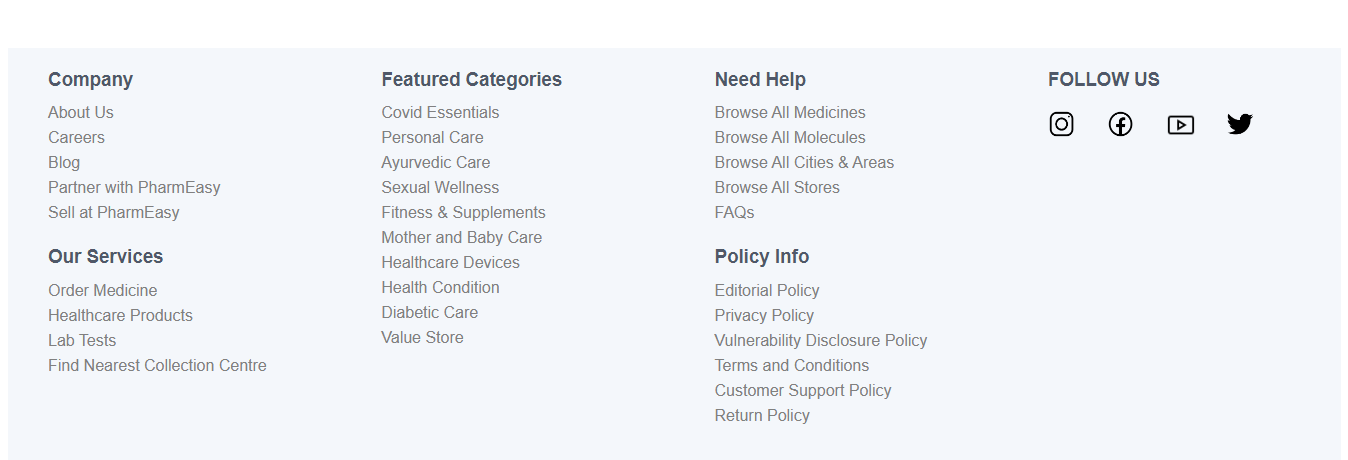 Company
About Us
Careers
Blog
Partner with PharmEasy
Sell at PharmEasy
Our Services
Order Medicine
Healthcare Products
Lab Tests
Find Nearest Collection Centre
Featured Categories
Covid Essentials
Personal Care
Ayurvedic Care
Sexual Wellness
Fitness & Supplements
Mother and Baby Care
Healthcare Devices
Health Condition
Diabetic Care
Value Store
Need Help
Browse All Medicines
Browse All Molecules
Browse All Cities & Areas
Browse All Stores
FAQs
Policy Info
Editorial Policy
Privacy Policy
Vulnerability Disclosure Policy
Terms and Conditions
Customer Support Policy
Return Policy
FOLLOW US